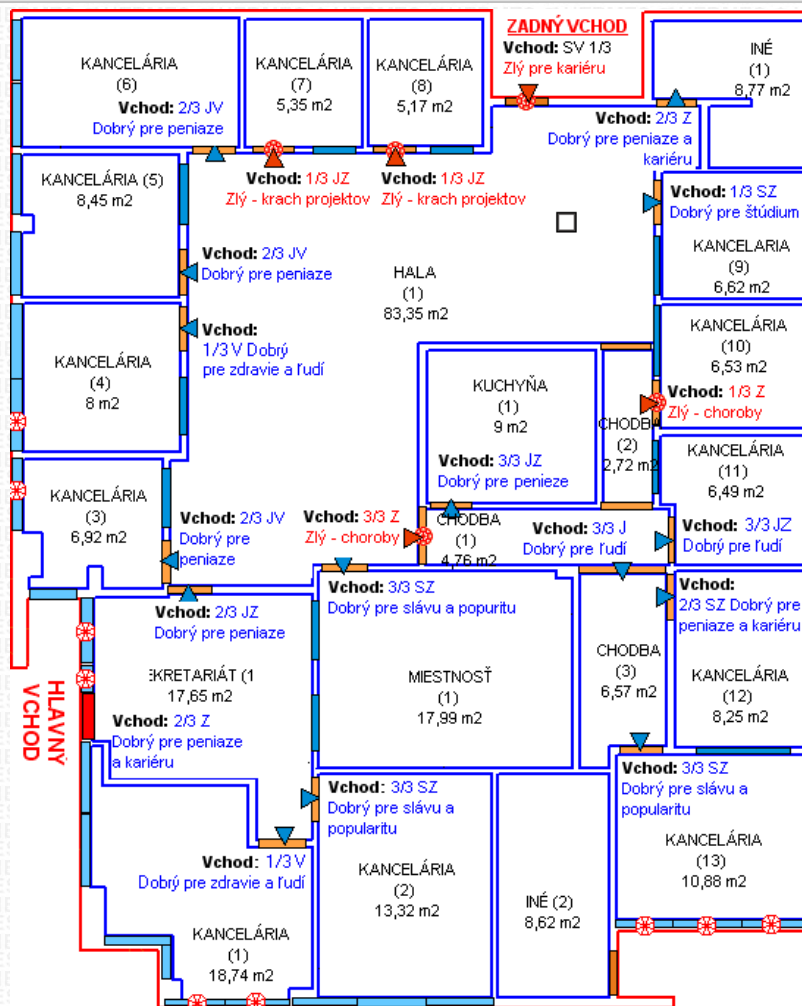 ZADNÝ VCHOD
Vchod: SV 1/3
Zlý pre kariéru
KANCELÁRIA
(6)
Vchod: 2/3 JV
Dobrý pre peniaze
KANCELÁRIA
(7)
5,35 m2
KANCELÁRIA
(8)
5,17 m2
INÉ
(1)
8,77 m2
Vchod: 2/3 Z
Dobrý pre peniaze a
kariéru
KANCELÁRIA (5)
8,45 m2
Vchod: 1/3 JZ
Zlý - krach projektov
Vchod: 1/3 JZ
Zlý - krach projektov
Vchod: 1/3 SZ
Dobrý pre štúdium
KANCELARIA
(9)
6,62 m2
Vchod: 2/3 JV
Dobrý pre peniaze
HALA
(1)
83,35 m2
Vchod:
1/3 V Dobrý
pre zdravie a ľudí
KANCELÁRIA
(4)
8 m2
KANCELÁRIA
(10)
6,53 m2
Vchod: 1/3 Z
Zlý - choroby
KUCHYŇA
(1)
9 m2
Vchod: 3/3 JZ
Dobrý pre penieze
CHODBA
(2)
2,72 m2
KANCELÁRIA
(11)
6,49 m2
KANCELÁRIA
(3)
6,92 m2
Vchod: 2/3 JV
Dobrý pre
peniaze
Vchod: 3/3 Z
Zlý - choroby
CHODBA
(1)
4,76 m2
Vchod: 3/3 J
Dobrý pre ľudí
Vchod: 3/3 JZ
Dobrý pre ľudí
Vchod: 2/3 JZ
Dobrý pre peniaze
Vchod: 3/3 SZ
Dobrý pre slávu a popuritu
Vchod:
2/3 SZ Dobrý pre
peniaze a kariéru
EKRETARIÁT (1
17,65 m2
MIESTNOSŤ
(1)
17,99 m2
CHODBA
(3)
6,57 m2
KANCELÁRIA
(12)
8,25 m2
HLAVNÝ
VCHOD
Vchod: 2/3 Z
Dobrý pre peniaze
a kariéru
Vchod: 3/3 SZ
Dobrý pre slávu a
popularitu
Vchod: 3/3 SZ
Dobrý pre slávu a
popularitu
Vchod: 1/3 V
Dobrý pre zdravie a ľudí
KANCELÁRIA
(2)
13,32 m2
INÉ (2)
8,62 m2
KANCELÁRIA
(13)
10,88 m2
KANCELÁRIA
(1)
18,74 m2